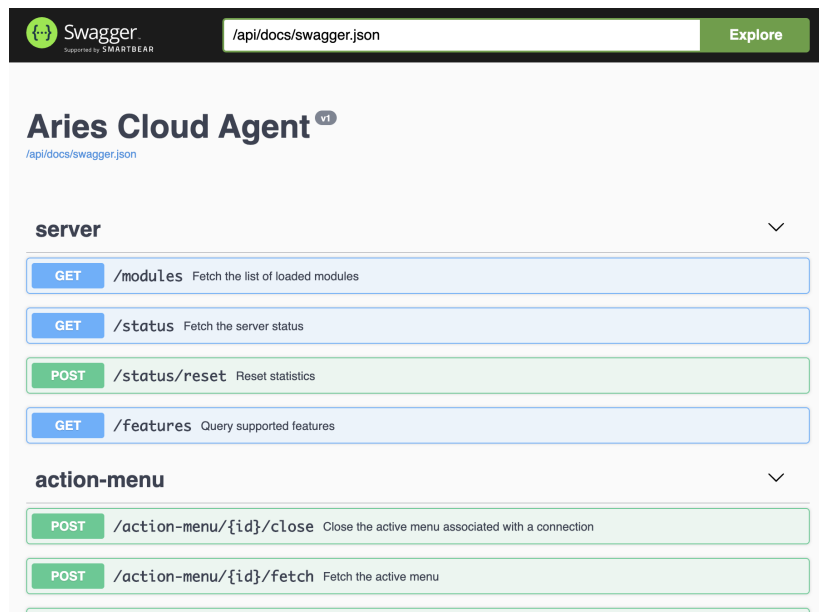 {··} Swagger. /api/docs/swagger.json Explore
Supported by SMARTBEAR
Aries Cloud Agent v1
/api/docs/swagger.json
server
GET /modules Fetch the list of loaded modules
GET /status Fetch the server status
POST /status/reset Reset statistics
GET /features Query supported features
action-menu
POST /action-menu/{id}/close Close the active menu associated with a connection
POST /action-menu/{id}/fetch Fetch the active menu